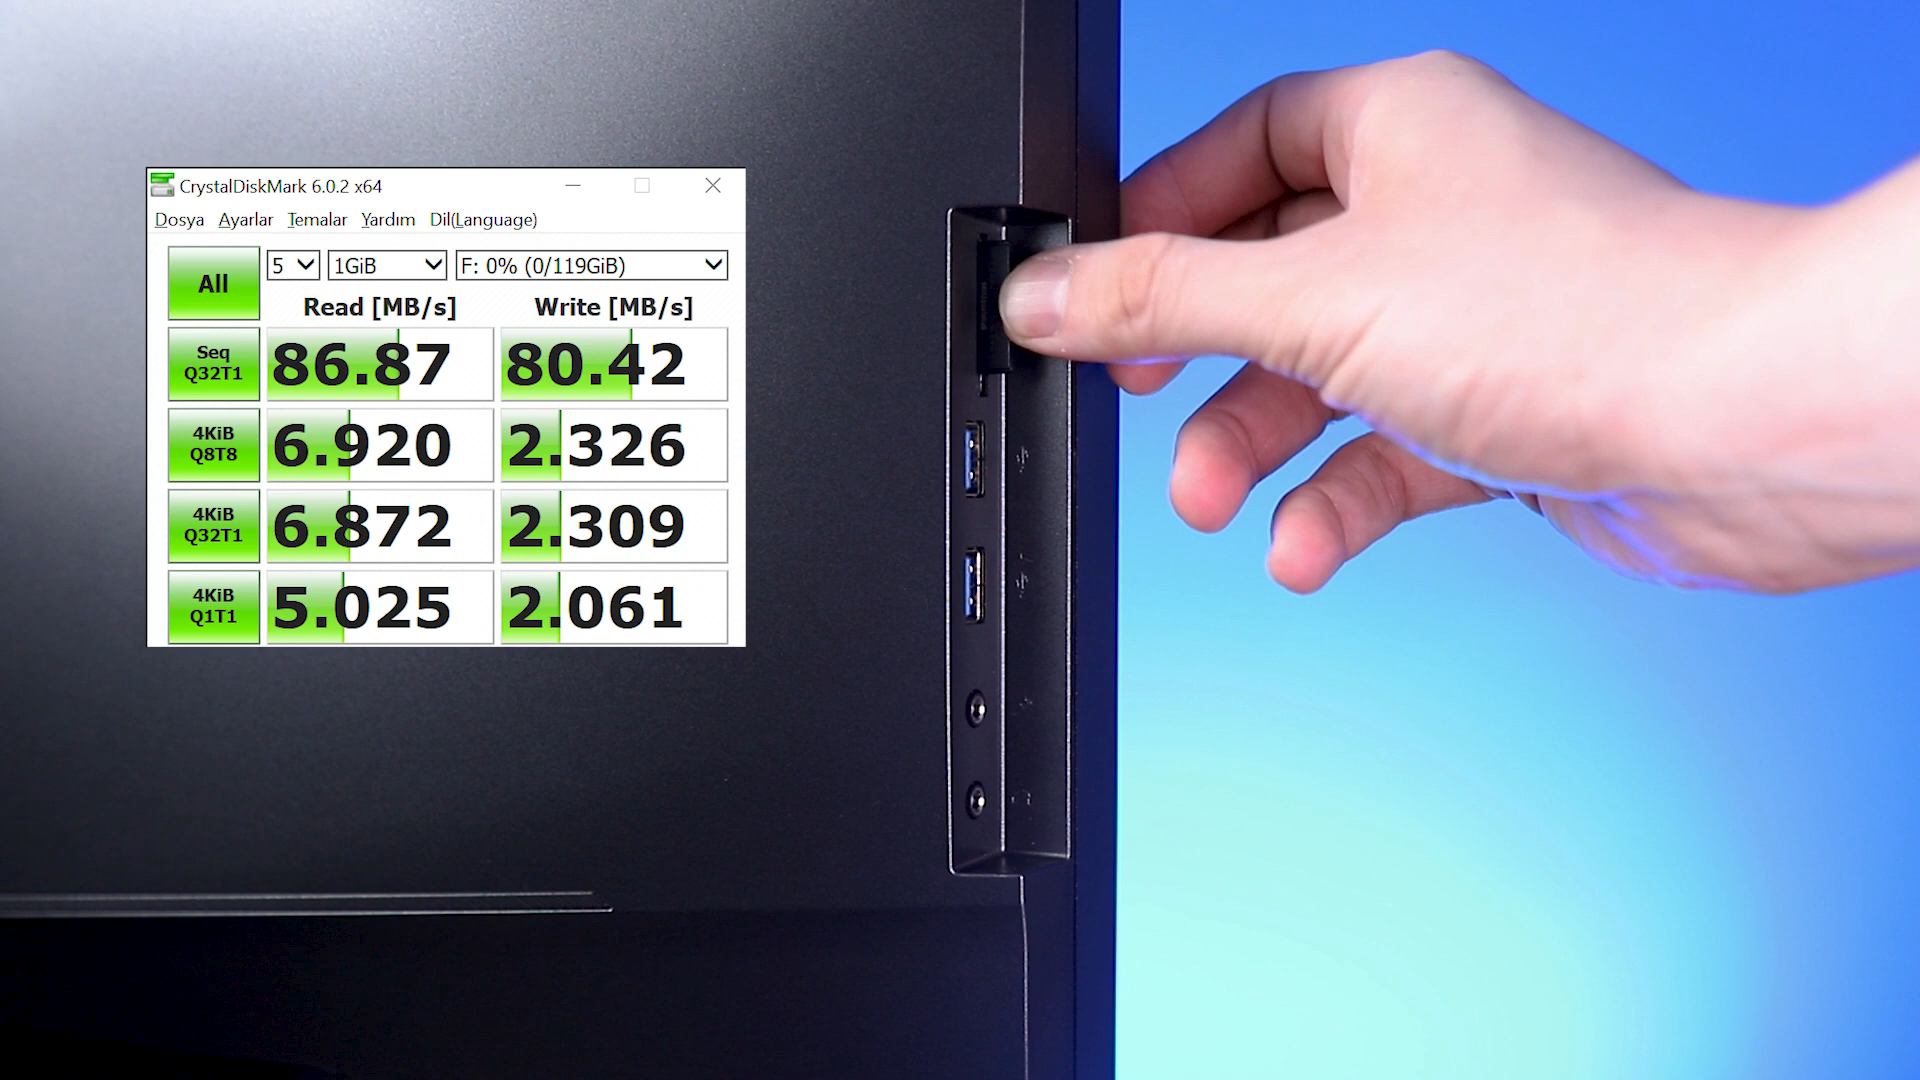 CrystalDiskMark 6.0.2 x64
Dosya Ayarlar Temalar Yardım Dil(Language)
All 5 1GiB F: 0% (0/119GiB)
Read [MB/s] Write [MB/s]
Seq
Q32T1 86.87 80.42
4KiB
Q8T8 6.920 2.326
4KiB
Q32T1 6.872 2.309
4KiB
Q1T1 5.025 2.061